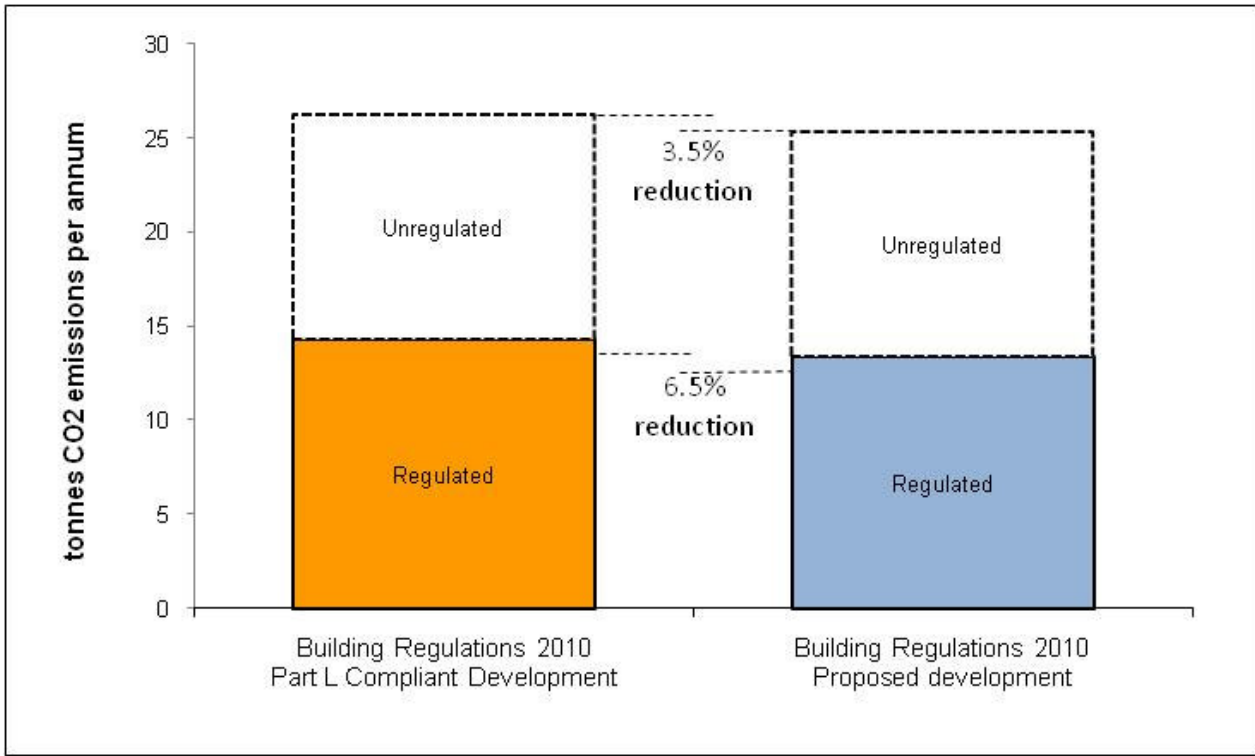 tonnes CO2 emissions per annum
30
25
20
15
10
5
0
Unregulated
Regulated
3.5%
reduction
6.5%
reduction
Unregulated
Regulated
Building Regulations 2010
Part L Compliant Development
Building Regulations 2010
Proposed development